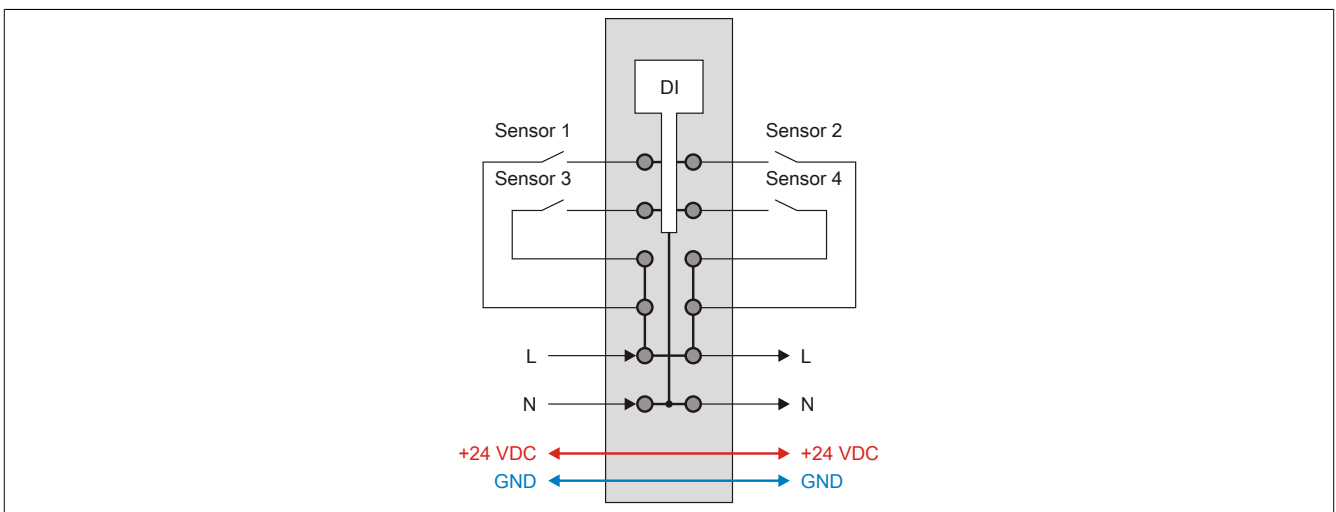 DI
Sensor 1
Sensor 2
Sensor 3
Sensor 4
L
L
N
N
+24 VDC
+24 VDC
GND
GND